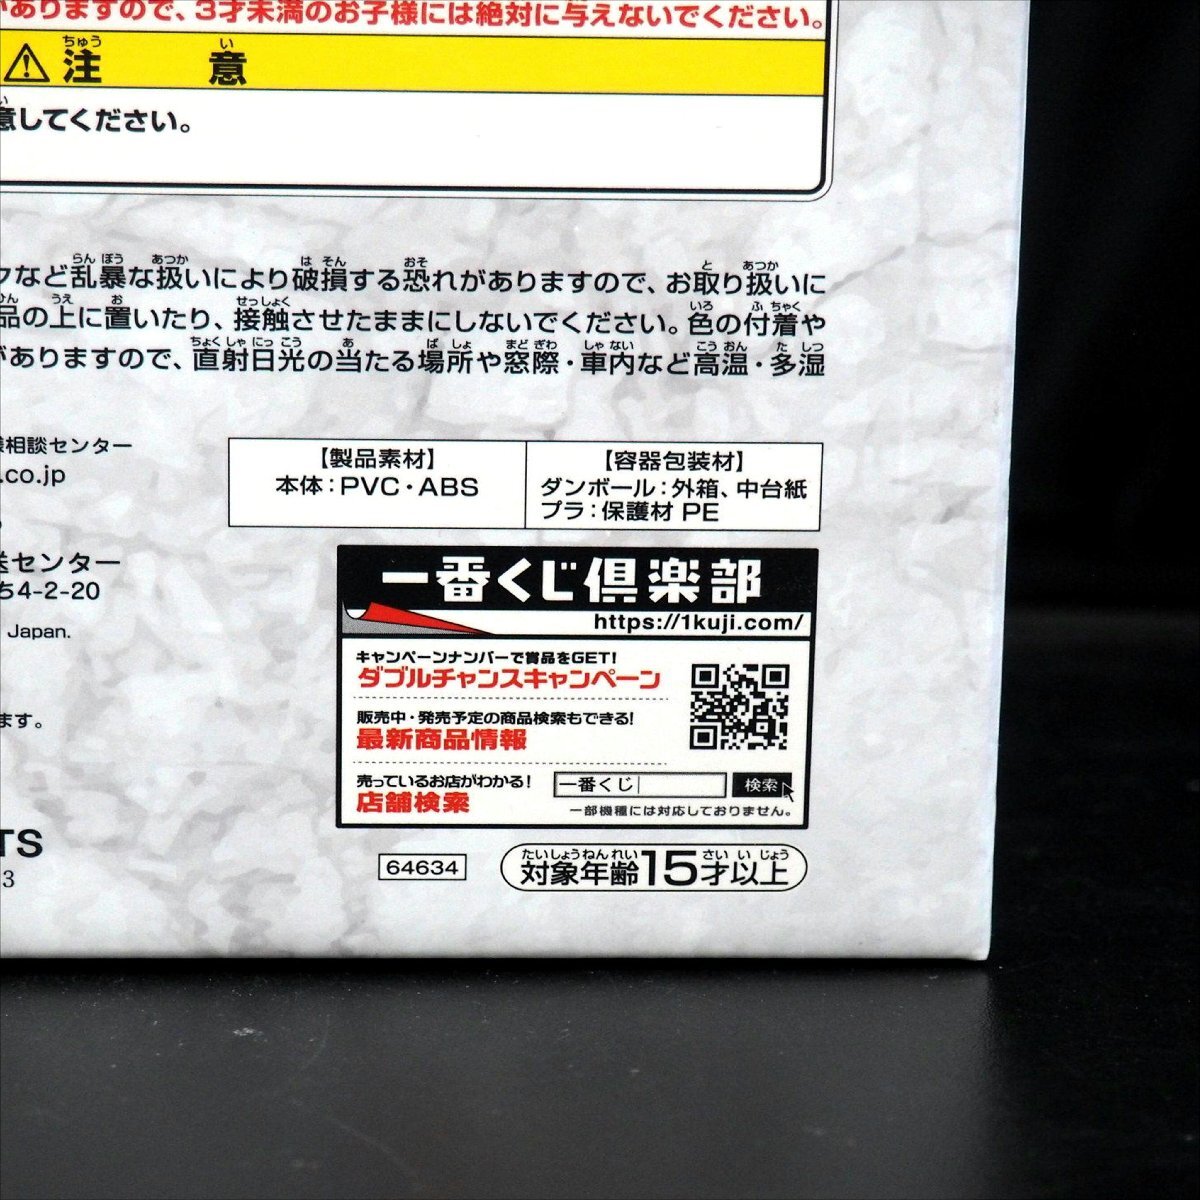 がありますので、3才未満のお子様には絶対に与えないでください。
⚠注意
意してください。
など乱暴な扱いにより破損する恐れがありますので、お取り扱いに
品の上に置いたり、接触させたままにしないでください。色の付着や
がありますので、直射日光の当たる場所や窓際・車内など高温・多湿
相談センター
.co.jp
【製品素材】
本体：PVC・ABS
【容器包装材】
ダンボール：外箱、中台紙
プラ：保護材 PE
送センター
ち4-2-20
Japan.
ます。
一番くじ倶楽部
https://1kuji.com/
キャンペーンナンバーで賞品をGET!
ダブルチャンスキャンペーン
販売中・発売予定の商品検索もできる!
最新商品情報
売っているお店がわかる!
店舗検索
一番くじ 検索
一部機種には対応しておりません。
TS
3
64634
対象年齢15才以上